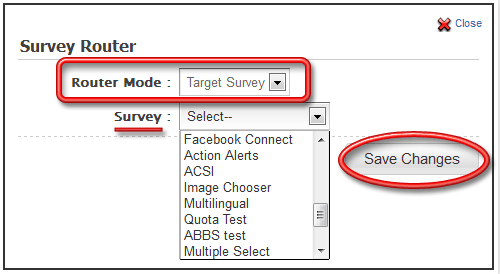 Close
Survey Router
Router Mode : Target Survey
Survey : Select--
Facebook Connect
Action Alerts
ACSI
Image Chooser
Multilingual
Quota Test
ABBS test
Multiple Select
Save Changes